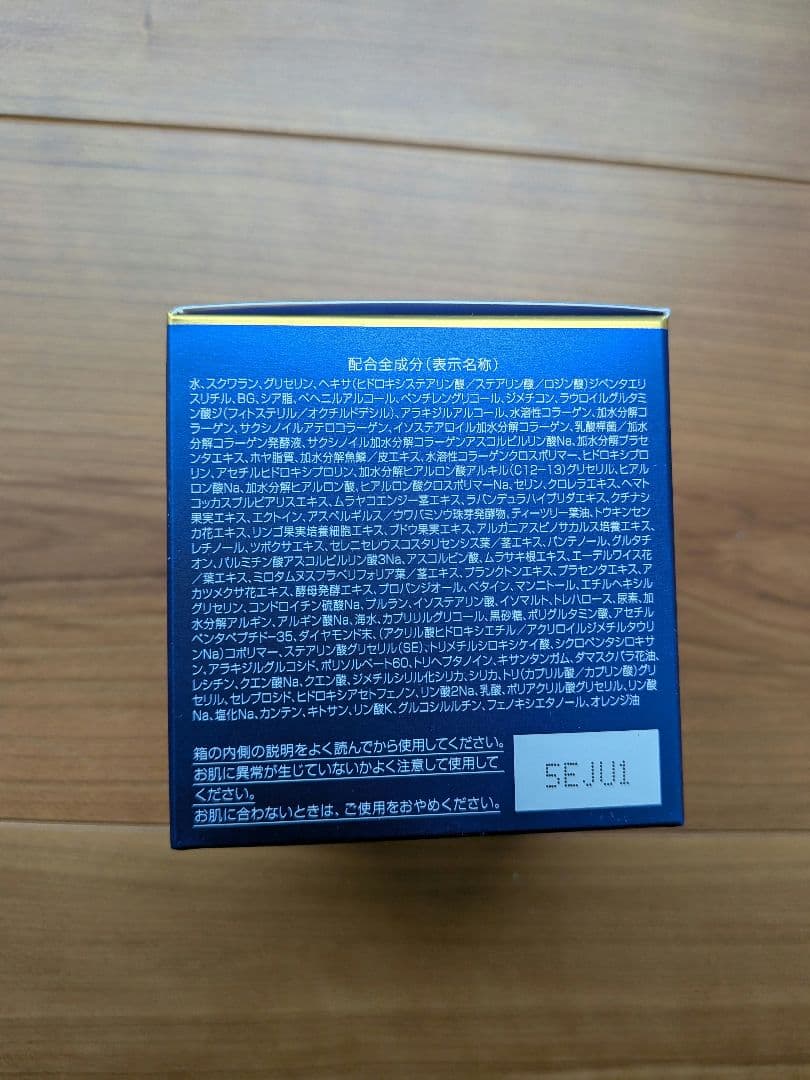 配合全成分(表示名称)
水、スクワラン、グリセリン、ヘキサ(ヒドロキシステアリン酸/ステアリン酸/ロジン酸)ジペンタエリ
スリチル、BG、シア脂、ベヘニルアルコール、ペンチレングリコール、ジメチコン、ラウロイルグルタミ
ン酸ジ(フィトステリル/オクチルドデシル)、アラキジルアルコール、水溶性コラーゲン、加水分解コ
ラーゲン、サクシノイルアテロコラーゲン、イソステアロイル加水分解コラーゲン、乳酸桿菌/加水
分解コラーゲン発酵液、サクシノイル加水分解コラーゲンアスコルビルリン酸Na、加水分解プラセ
ンタエキス、ホヤ脂質、加水分解魚鱗/皮エキス、水溶性コラーゲンクロスポリマー、ヒドロキシプロ
リン、アセチルヒドロキシプロリン、加水分解ヒアルロン酸アルキル(C12-13)グリセリル、ヒアル
ロン酸Na、加水分解ヒアルロン酸、ヒアルロン酸クロスポリマーNa、セリン、クロレラエキス、ヘマト
コッカスプルビアリスエキス、ムラヤコエンジー茎エキス、ラバンデュラハイブリダエキス、クチナシ
果実エキス、エクトイン、アスペルギルス/ウワバミソウ珠芽発酵物、ティーツリー葉油、トウキンセン
カ花エキス、リンゴ果実培養細胞エキス、ブドウ果実エキス、アルガニアスピノサカルス培養エキス、
レチノール、ツボクサエキス、セレニセレウスコスタリセンシス葉/茎エキス、パンテノール、グルタチ
オン、パルミチン酸アスコルビルリン酸3Na、アスコルビン酸、ムラサキ根エキス、エーデルワイス花
/葉エキス、ミロタムヌスフラベリフォリア葉/茎エキス、プランクトンエキス、プラセンタエキス、ア
カツメクサ花エキス、酵母発酵エキス、プロパンジオール、ベタイン、マンニトール、エチルヘキシル
グリセリン、コンドロイチン硫酸Na、プルラン、イソステアリン酸、イソマルト、トレハロース、尿素、加
水分解アルギン、アルギン酸Na、海水、カプリリルグリコール、黒砂糖、ポリグルタミン酸、アセチル
ペンタペプチド-35、ダイヤモンド末、(アクリル酸ヒドロキシエチル/アクリロイルジメチルタウリ
ンNa)コポリマー、ステアリン酸グリセリル(SE)、トリメチルシロキシケイ酸、シクロペンタシロキサ
ン、アラキジルグルコシド、ポリソルベート60、トリヘプタノイン、キサンタンガム、ダマスクバラ花油、
レシチン、クエン酸Na、クエン酸、ジメチルシリル化シリカ、シリカ、トリ(カプリル酸/カプリン酸)グリ
セリル、セレブロシド、ヒドロキシアセトフェノン、リン酸2Na、乳酸、ポリアクリル酸グリセリル、リン酸
Na、塩化Na、カンテン、キトサン、リン酸K、グルコシルルチン、フェノキシエタノール、オレンジ油
箱の内側の説明をよく読んでから使用してください。
お肌に異常が生じていないかよく注意して使用して
ください。
お肌に合わないときは、ご使用をおやめください。
5EJU1